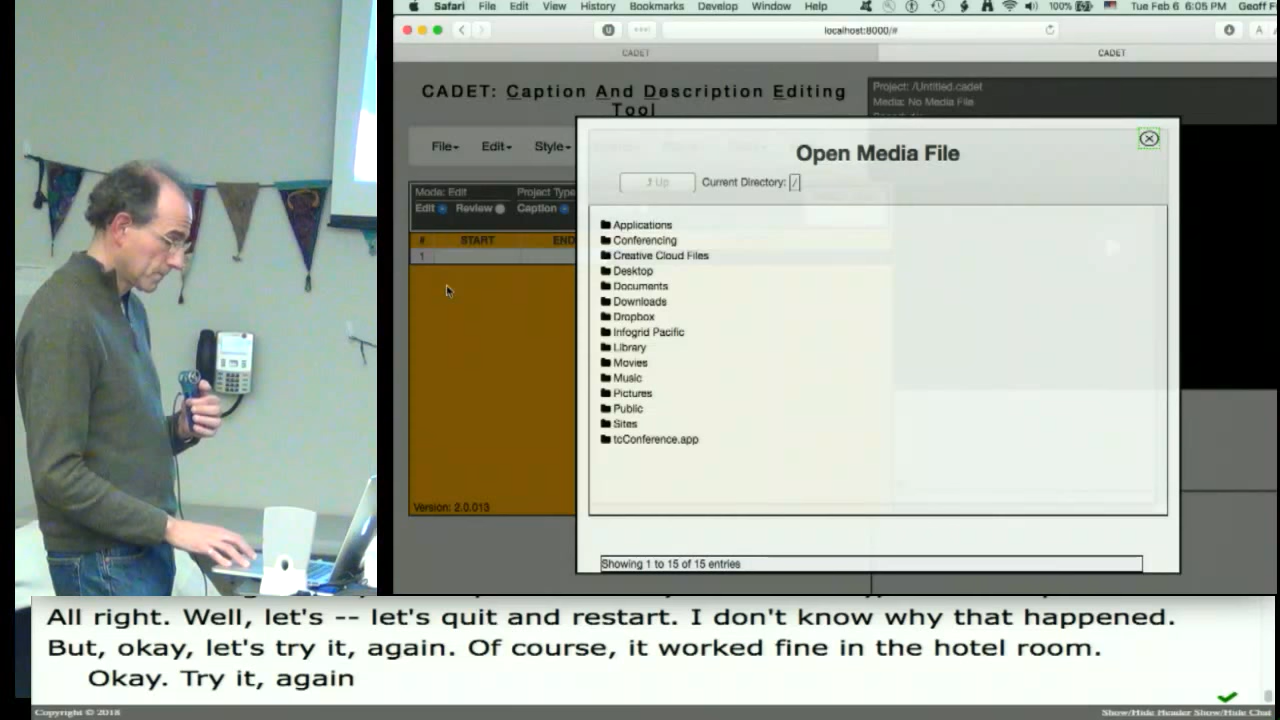 Safari File Edit View History Bookmarks Develop Window Help 100% Tue Feb 6 6:05 PM Geoff F
localhost:8000/#
CADET CADET
CADET: Caption And Description Editing
Tool
Project: /Untitled.cadet
Media: No Media File
File Edit Style
Open Media File
Up Current Directory: /
Mode: Edit Project Type
Edit Review Caption
# START END
1
Applications
Conferencing
Creative Cloud Files
Desktop
Documents
Downloads
Dropbox
Infogrid Pacific
Library
Movies
Music
Pictures
Public
Sites
tcConference.app
Version: 2.0.013
Showing 1 to 15 of 15 entries
All right. Well, let's -- let's quit and restart. I don't know why that happened.
But, okay, let's try it, again. Of course, it worked fine in the hotel room.
Okay. Try it, again
Copyright © 2018 Show/Hide Header Show/Hide Chat